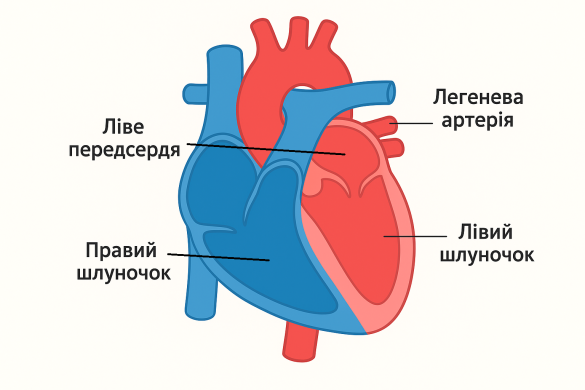 Легенева
артерія
Ліве
передсердя
Правий
шлуночок
Лівий
шлуночок